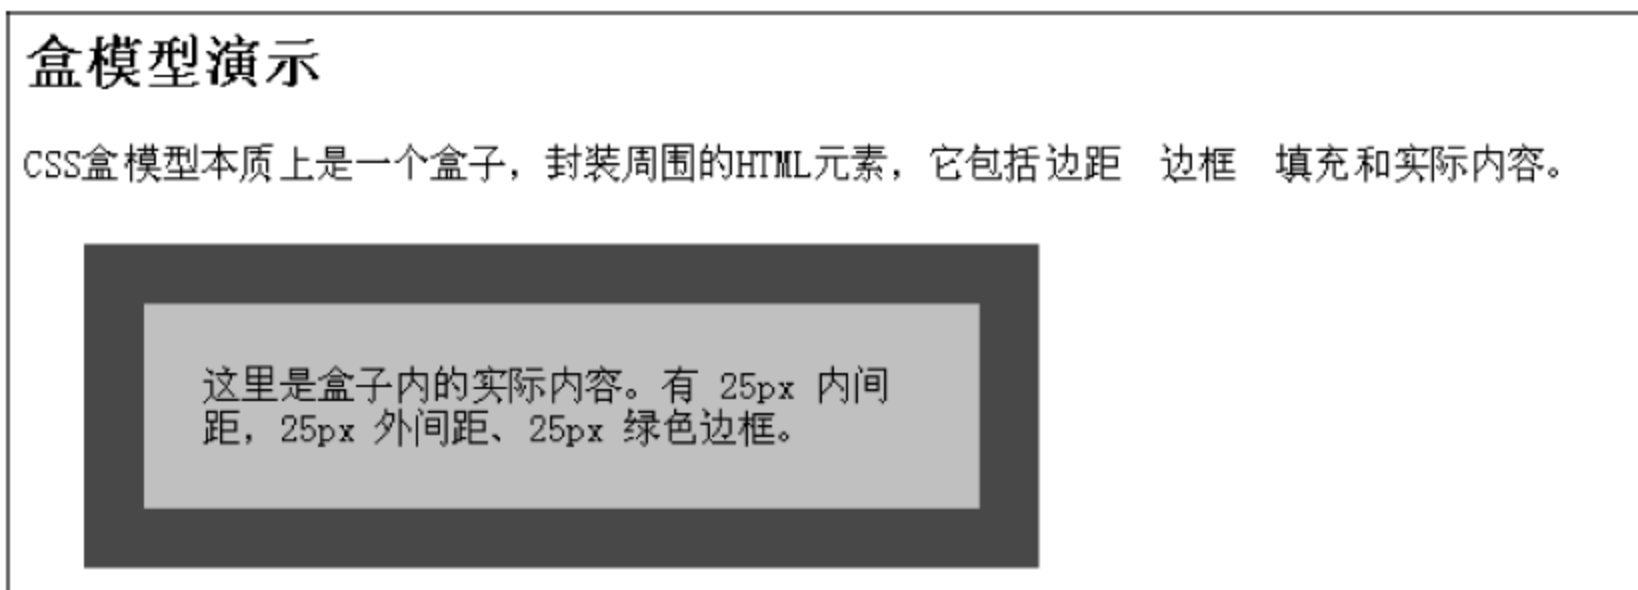 盒模型演示
CSS盒模型本质上是一个盒子，封装周围的HTML元素，它包括边距　边框　填充和实际内容。
这里是盒子内的实际内容。有 25px 内间
距，25px 外间距、25px 绿色边框。